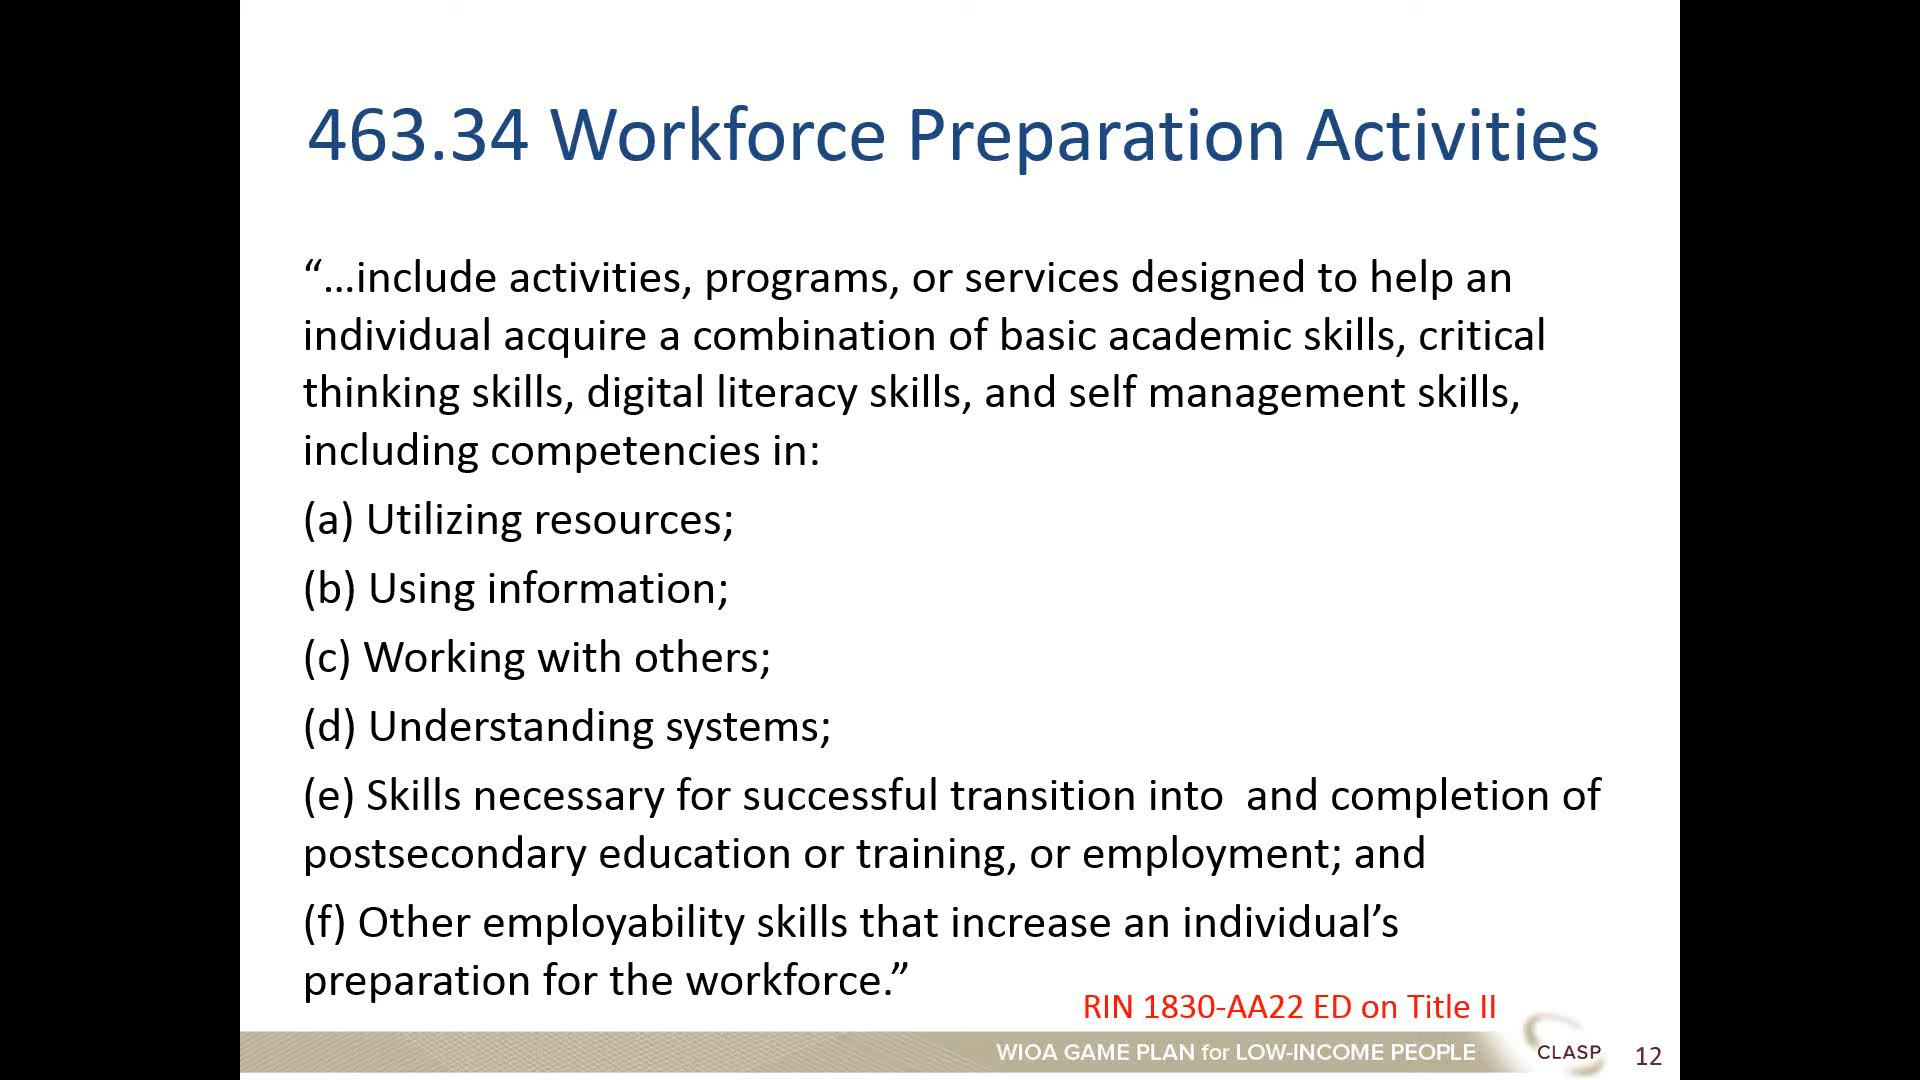 463.34 Workforce Preparation Activities
“…include activities, programs, or services designed to help an
individual acquire a combination of basic academic skills, critical
thinking skills, digital literacy skills, and self management skills,
including competencies in:
(a) Utilizing resources;
(b) Using information;
(c) Working with others;
(d) Understanding systems;
(e) Skills necessary for successful transition into  and completion of
postsecondary education or training, or employment; and
(f) Other employability skills that increase an individual’s
preparation for the workforce.”
RIN 1830-AA22 ED on Title II
WIOA GAME PLAN for LOW-INCOME PEOPLE
CLASP
12